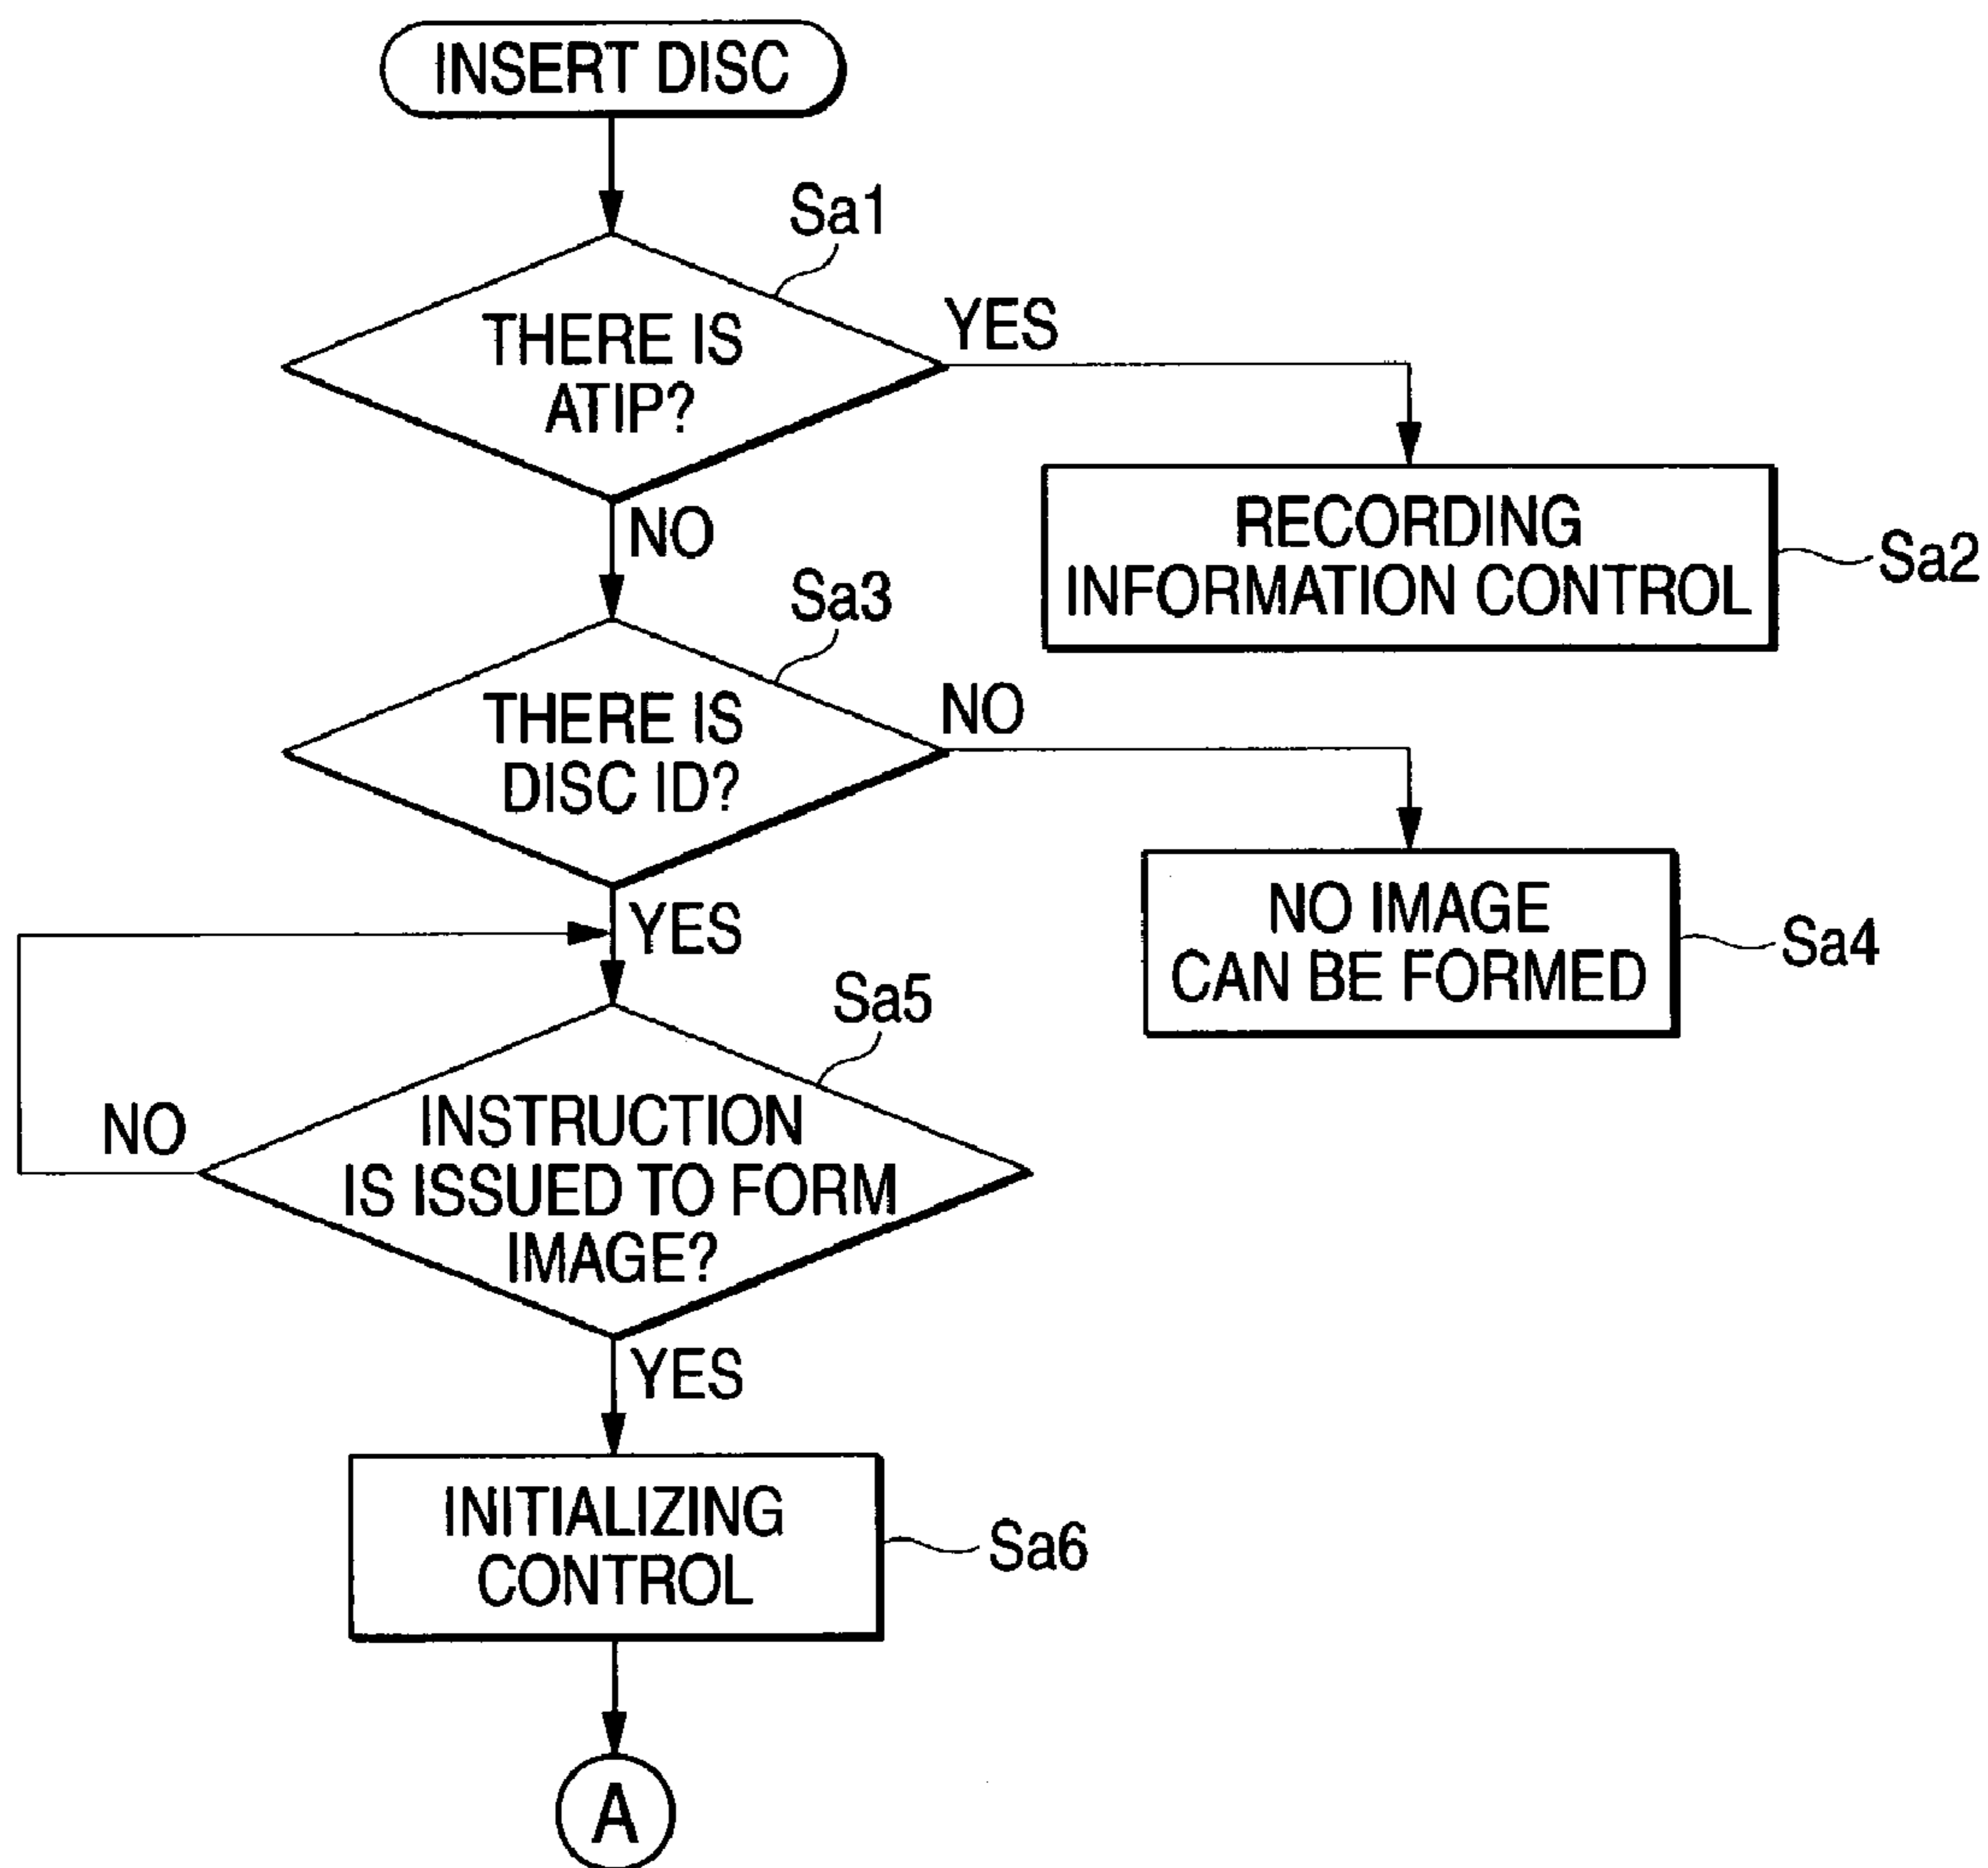 INSERT DISC
Sa1
THERE IS
ATIP?
YES
NO
RECORDING
INFORMATION CONTROL
Sa2
Sa3
THERE IS
DISC ID?
NO
YES
NO IMAGE
CAN BE FORMED
Sa4
Sa5
INSTRUCTION
IS ISSUED TO FORM
IMAGE?
NO
YES
INITIALIZING
CONTROL
Sa6
A